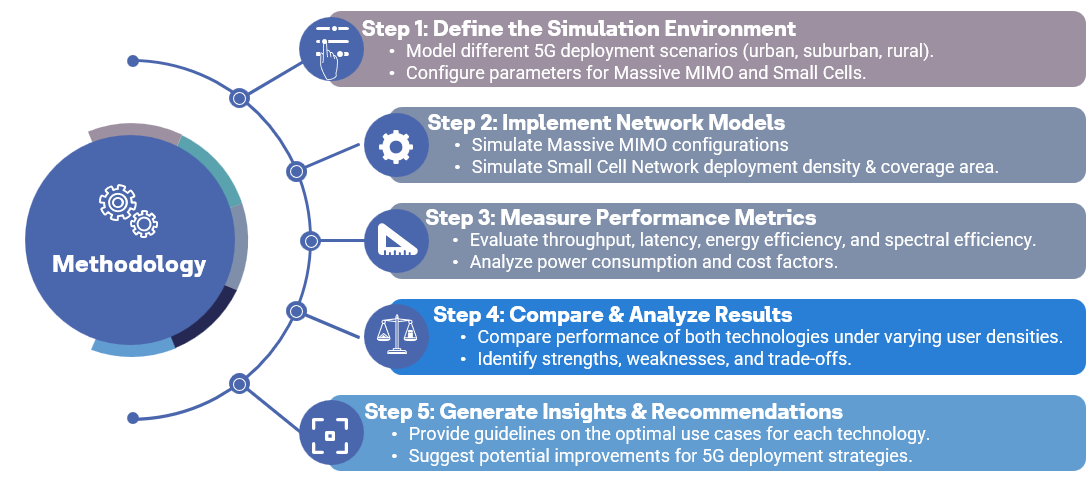 Methodology
Step 1: Define the Simulation Environment
• Model different 5G deployment scenarios (urban, suburban, rural).
• Configure parameters for Massive MIMO and Small Cells.
Step 2: Implement Network Models
• Simulate Massive MIMO configurations
• Simulate Small Cell Network deployment density & coverage area.
Step 3: Measure Performance Metrics
• Evaluate throughput, latency, energy efficiency, and spectral efficiency.
• Analyze power consumption and cost factors.
Step 4: Compare & Analyze Results
• Compare performance of both technologies under varying user densities.
• Identify strengths, weaknesses, and trade-offs.
Step 5: Generate Insights & Recommendations
• Provide guidelines on the optimal use cases for each technology.
• Suggest potential improvements for 5G deployment strategies.